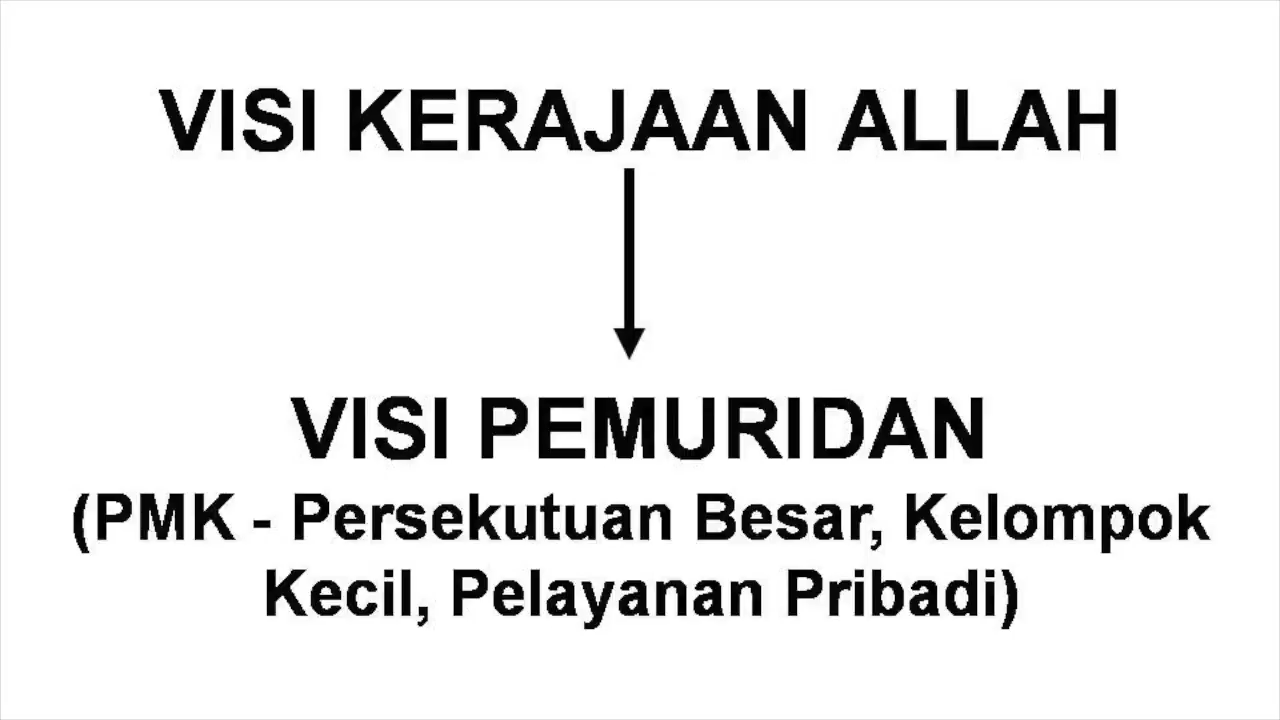 VISI KERAJAAN ALLAH
VISI PEMURIDAN
(PMK - Persekutuan Besar, Kelompok
Kecil, Pelayanan Pribadi)